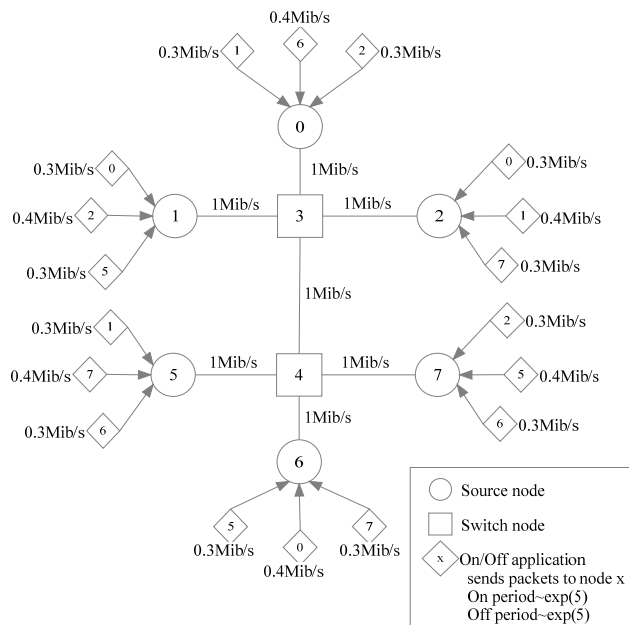 0.4Mib/s
0.3Mib/s 1 6 2 0.3Mib/s
0
1Mib/s
0.3Mib/s 0
0 0.3Mib/s
0.4Mib/s 2 1 1Mib/s 3 1Mib/s 2 1 0.4Mib/s
0.3Mib/s 5
7 0.3Mib/s
1Mib/s
0.3Mib/s 1
2 0.3Mib/s
0.4Mib/s 7 5 1Mib/s 4 1Mib/s 7 5 0.4Mib/s
0.3Mib/s 6
6 0.3Mib/s
1Mib/s
6
5 0 7
0.3Mib/s 0.3Mib/s
0.4Mib/s
Source node
Switch node
x On/Off application
sends packets to node x
On period~exp(5)
Off period~exp(5)